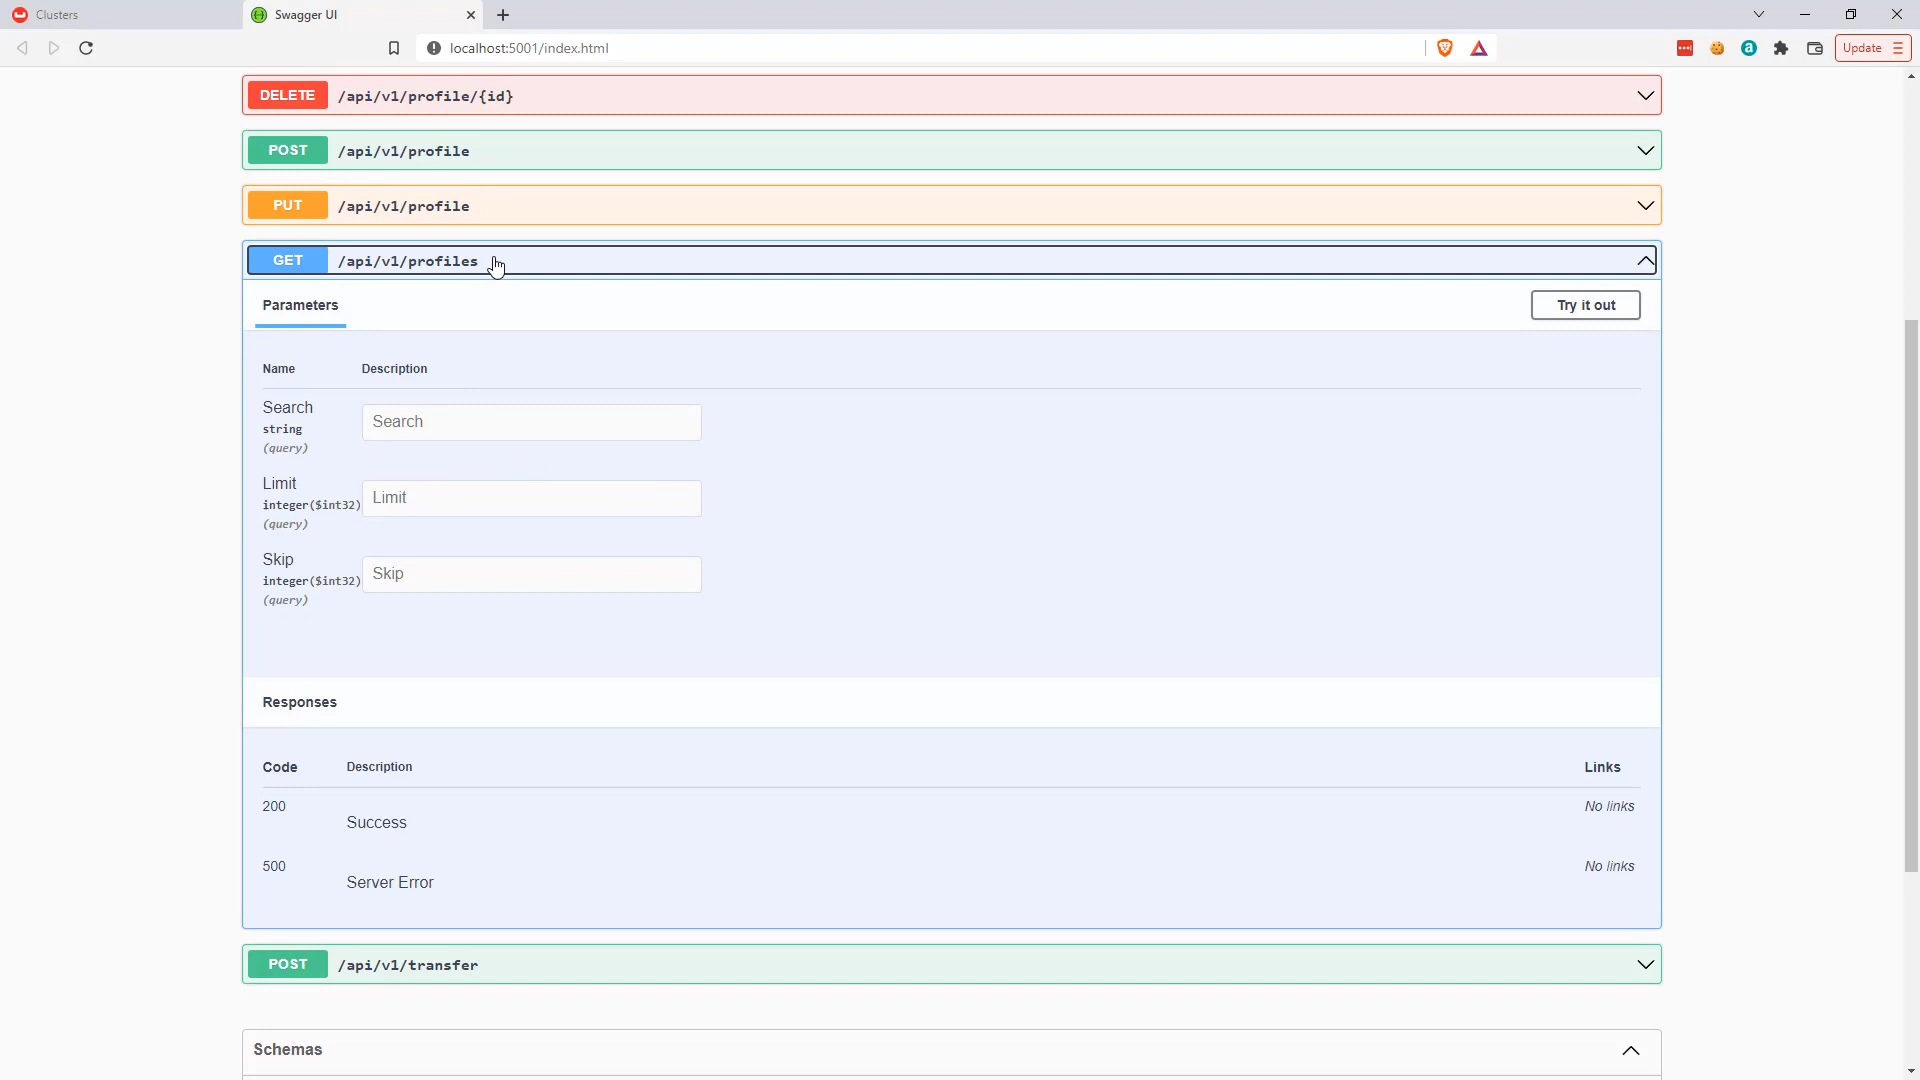 Clusters
Swagger UI
localhost:5001/index.html
Update
DELETE /api/v1/profile/{id}
POST /api/v1/profile
PUT /api/v1/profile
GET /api/v1/profiles
Parameters
Try it out
Name Description
Search
string
(query)
Search
Limit
integer($int32)
(query)
Limit
Skip
integer($int32)
(query)
Skip
Responses
Code Description Links
200 Success No links
500 Server Error No links
POST /api/v1/transfer
Schemas